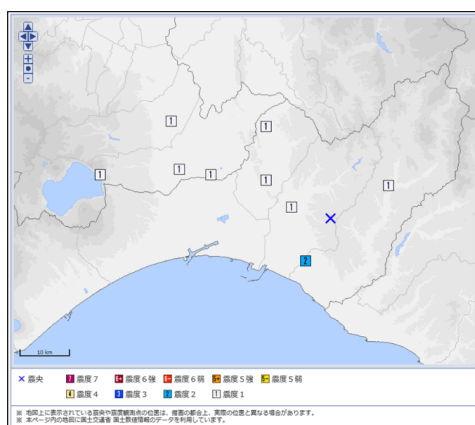 1
1
1
1
1
1
1
1
1
2
10 km
× 震央 7 震度７ 6+ 震度６強 6- 震度６弱 5+ 震度５強 5- 震度５弱
4 震度４ 3 震度３ 2 震度２ 1 震度１
※ 地図上に表示されている震央や震度観測点の位置は、描画の都合上、実際の位置と異なる場合があります。
※ 本ページ内の地図に国土交通省 国土数値情報のデータを利用しています。